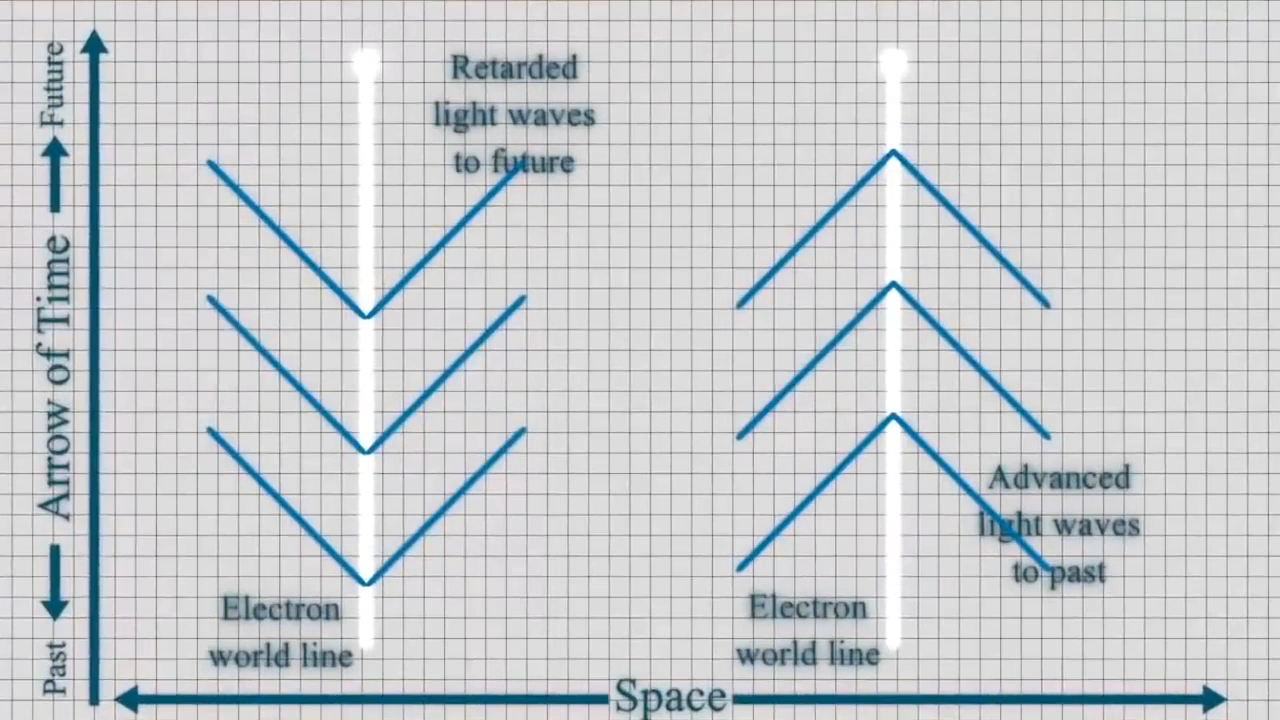 Future
Arrow of Time
Past
Retarded
light waves
to future
Electron
world line
Advanced
light waves
to past
Electron
world line
Space